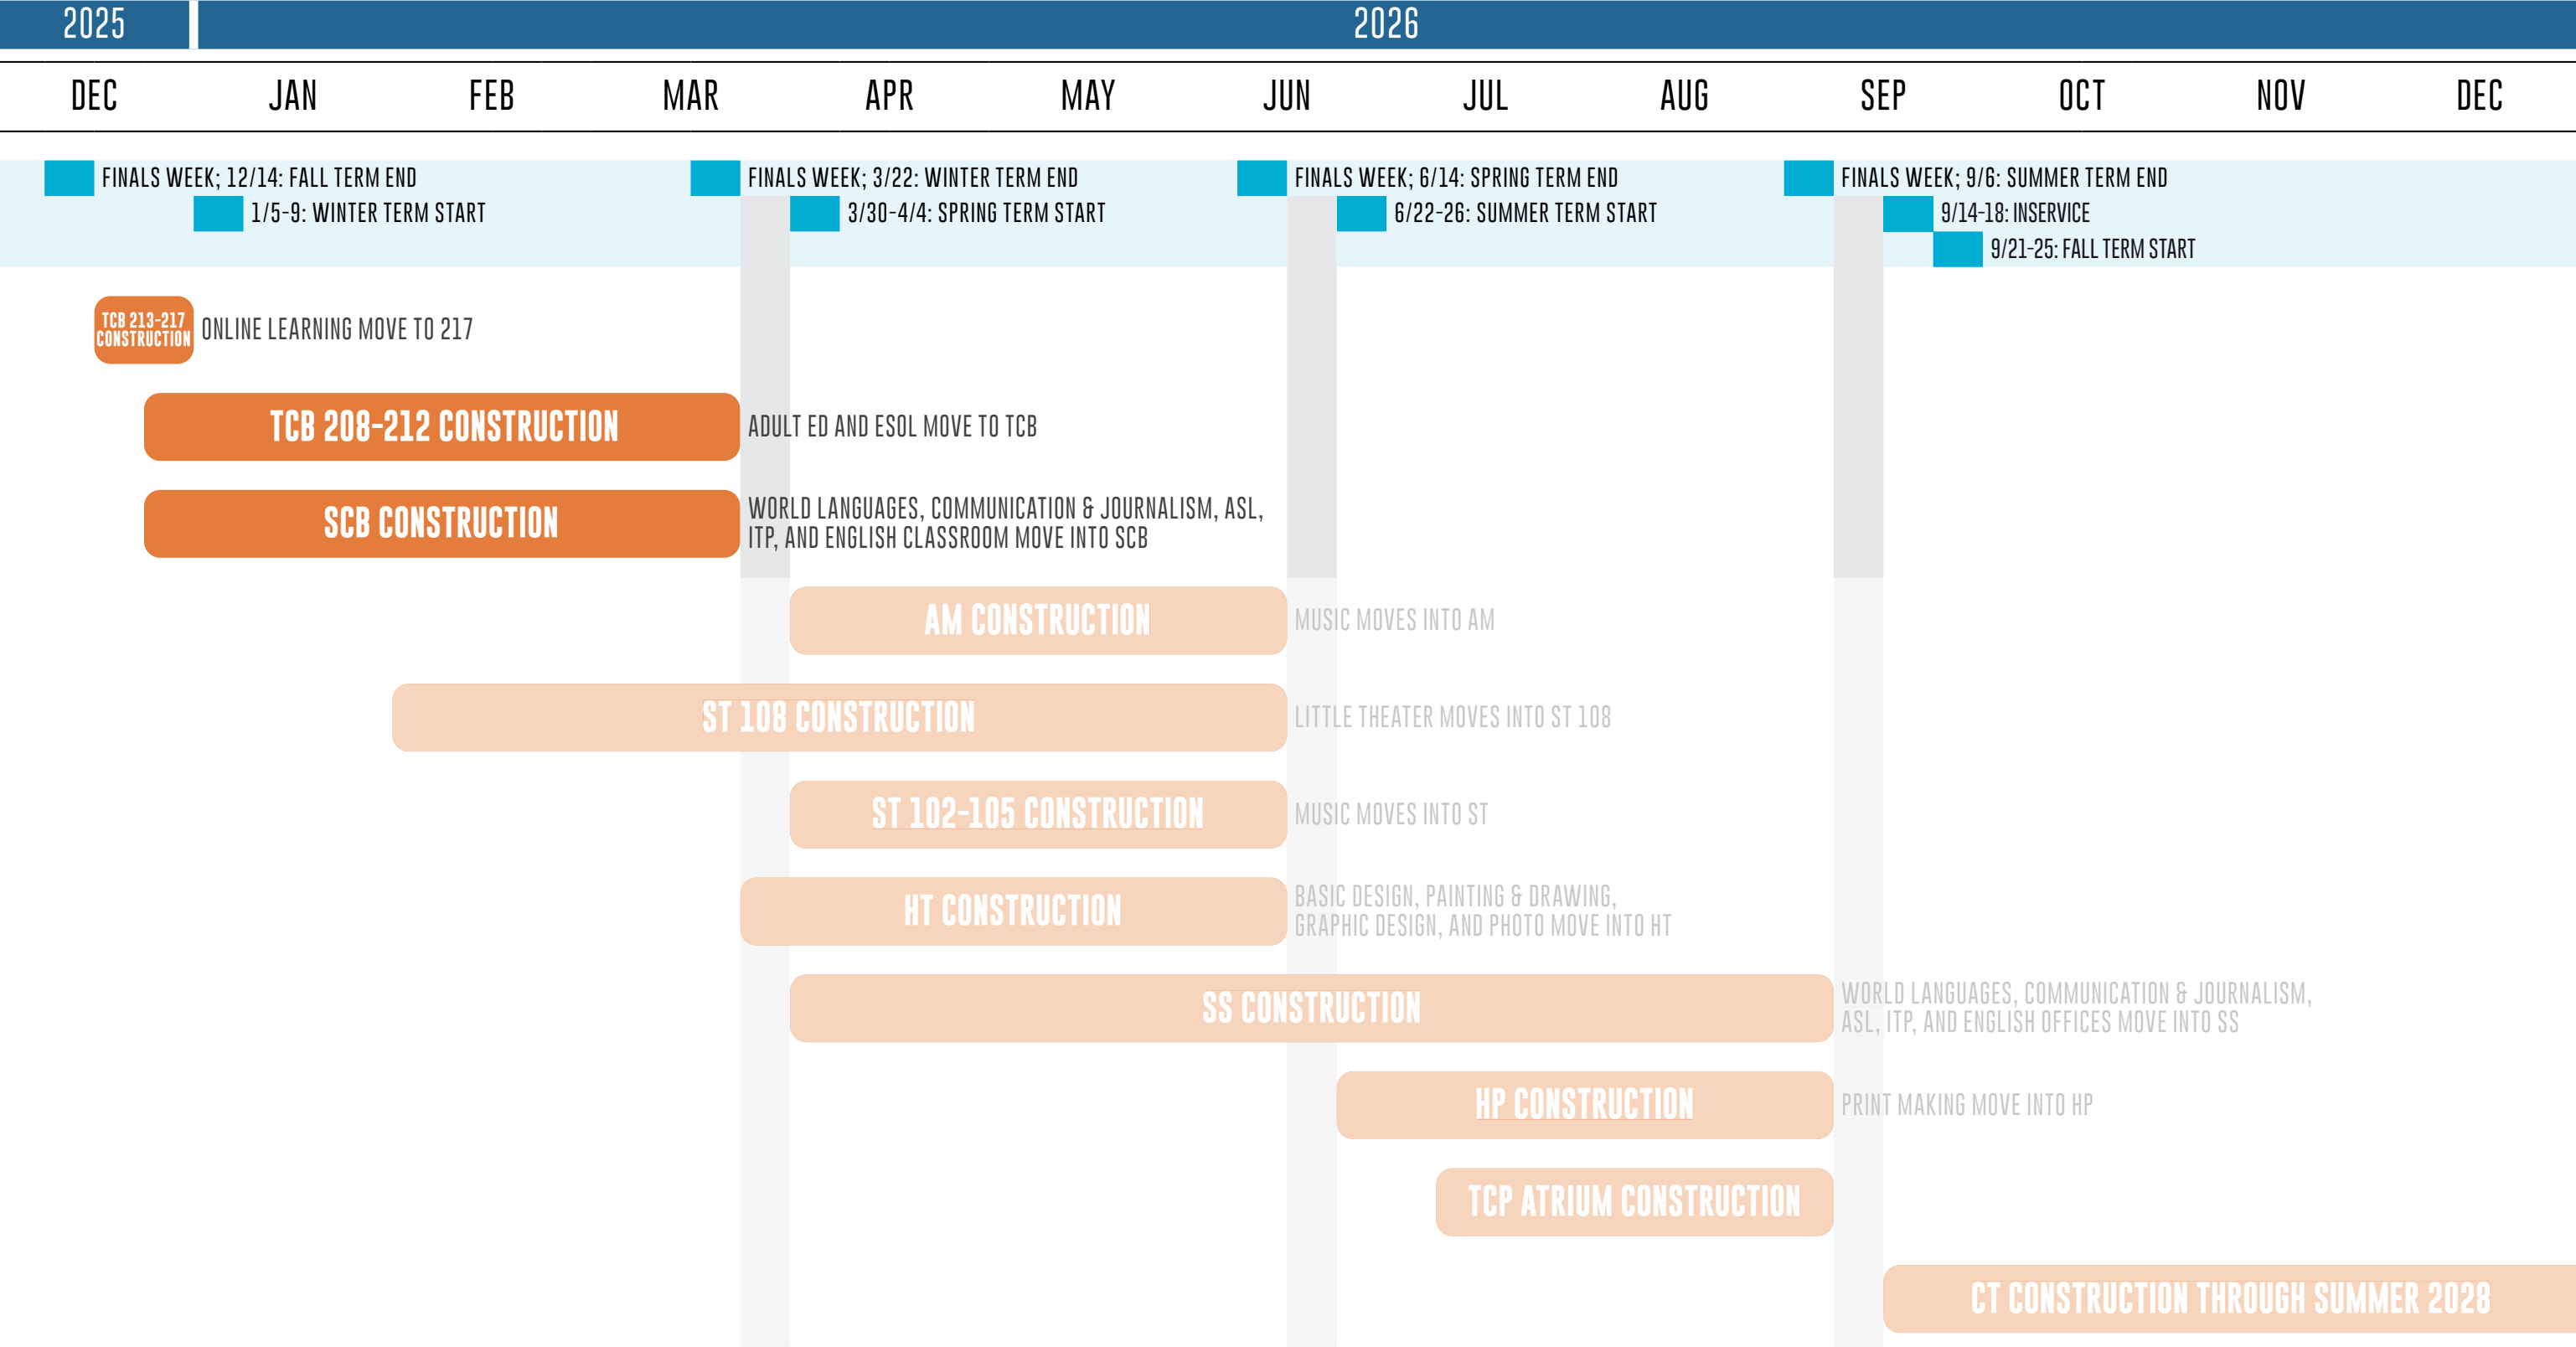 2025
2026
DEC JAN FEB MAR APR MAY JUN JUL AUG SEP OCT NOV DEC
FINALS WEEK; 12/14: FALL TERM END
FINALS WEEK; 3/22: WINTER TERM END
FINALS WEEK; 6/14: SPRING TERM END
FINALS WEEK; 9/6: SUMMER TERM END
1/5-9: WINTER TERM START
3/30-4/4: SPRING TERM START
6/22-26: SUMMER TERM START
9/14-18: INSERVICE
9/21-25: FALL TERM START
TCB 213-217
CONSTRUCTION
ONLINE LEARNING MOVE TO 217
TCB 208-212 CONSTRUCTION
ADULT ED AND ESOL MOVE TO TCB
SCB CONSTRUCTION
WORLD LANGUAGES, COMMUNICATION & JOURNALISM, ASL,
ITP, AND ENGLISH CLASSROOM MOVE INTO SCB
AM CONSTRUCTION
MUSIC MOVES INTO AM
ST 108 CONSTRUCTION
LITTLE THEATER MOVES INTO ST 108
ST 102-105 CONSTRUCTION
MUSIC MOVES INTO ST
HT CONSTRUCTION
BASIC DESIGN, PAINTING & DRAWING,
GRAPHIC DESIGN, AND PHOTO MOVE INTO HT
SS CONSTRUCTION
WORLD LANGUAGES, COMMUNICATION & JOURNALISM,
ASL, ITP, AND ENGLISH OFFICES MOVE INTO SS
HP CONSTRUCTION
PRINT MAKING MOVE INTO HP
TCP ATRIUM CONSTRUCTION
CT CONSTRUCTION THROUGH SUMMER 2028